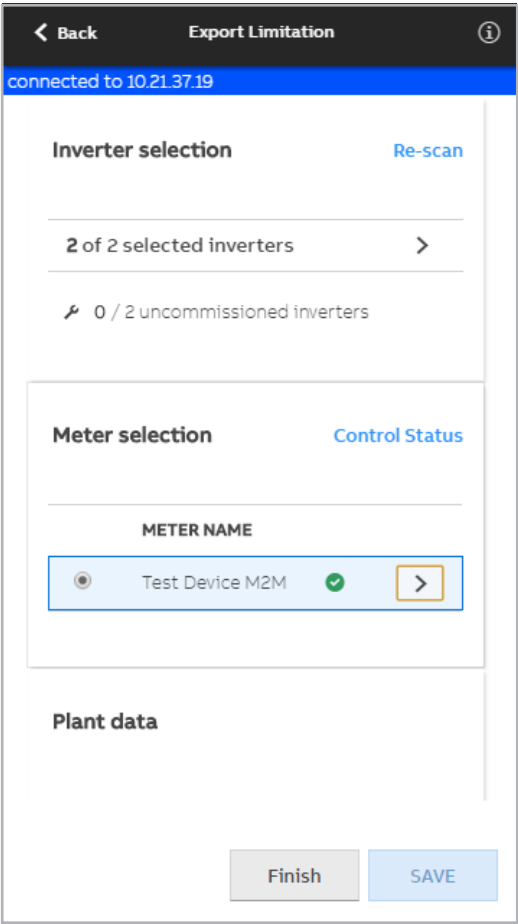 Back Export Limitation
connected to 10.21.37.19
Inverter selection Re-scan
2 of 2 selected inverters
0 / 2 uncommissioned inverters
Meter selection Control Status
METER NAME
Test Device M2M
Plant data
Finish SAVE